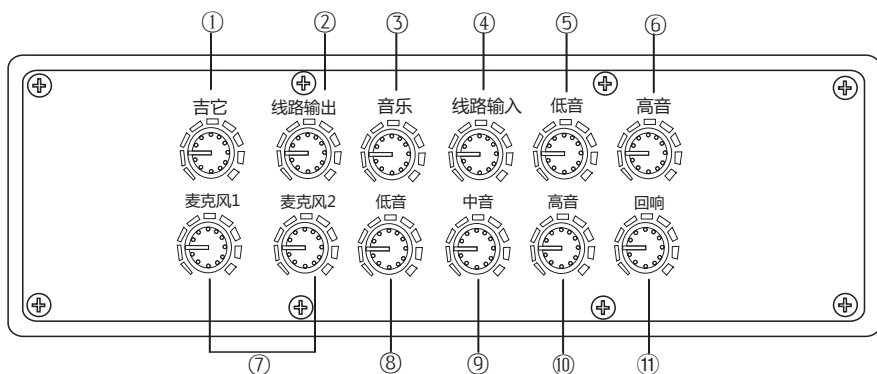 ① ② ③ ④ ⑤ ⑥
吉它 线路输出 音乐 线路输入 低音 高音
麦克风1 麦克风2 低音 中音 高音 回响
⑦ ⑧ ⑨ ⑩ ⑪